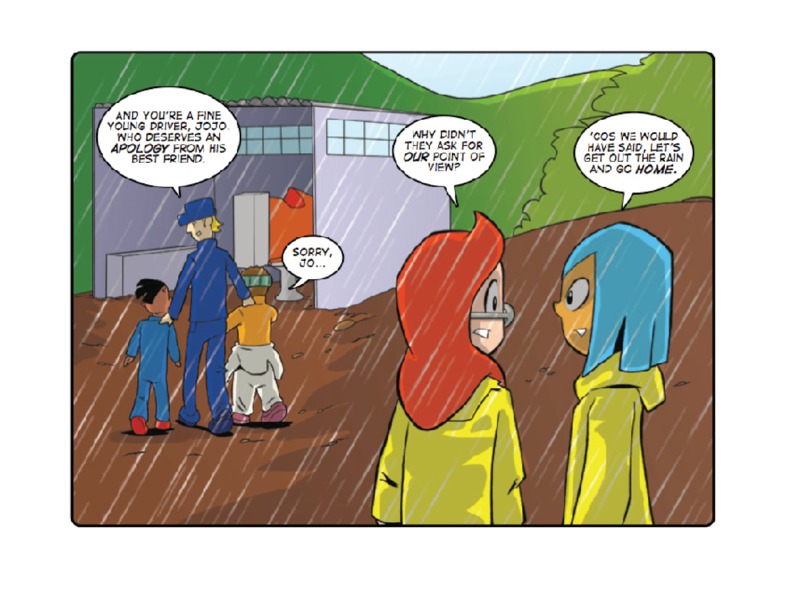 AND YOU'RE A FINE
YOUNG DRIVER, JOJO.
WHO DESERVES AN
APOLOGY FROM HIS
BEST FRIEND.
SORRY,
JO...
WHY DIDN'T
THEY ASK FOR
OUR POINT OF
VIEW?
'COS WE WOULD
HAVE SAID, LET'S
GET OUT THE RAIN
AND GO HOME.